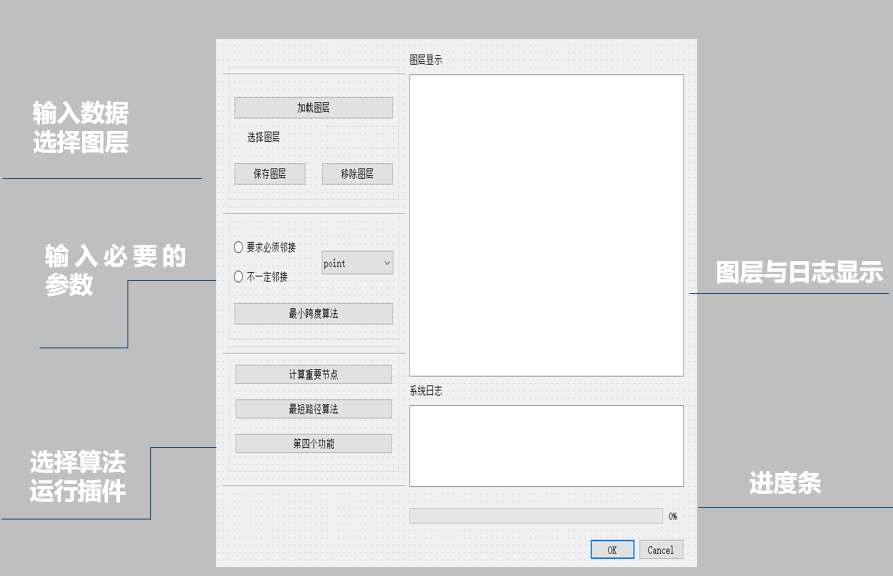 输入数据
选择图层
输入必要的
参数
选择算法
运行插件
加载图层
选择图层
保存图层
移除图层
要求必须邻接
point
不一定邻接
最小跨度算法
计算重要节点
最短路径算法
第四个功能
图层显示
系统日志
0%
OK
Cancel
图层与日志显示
进度条